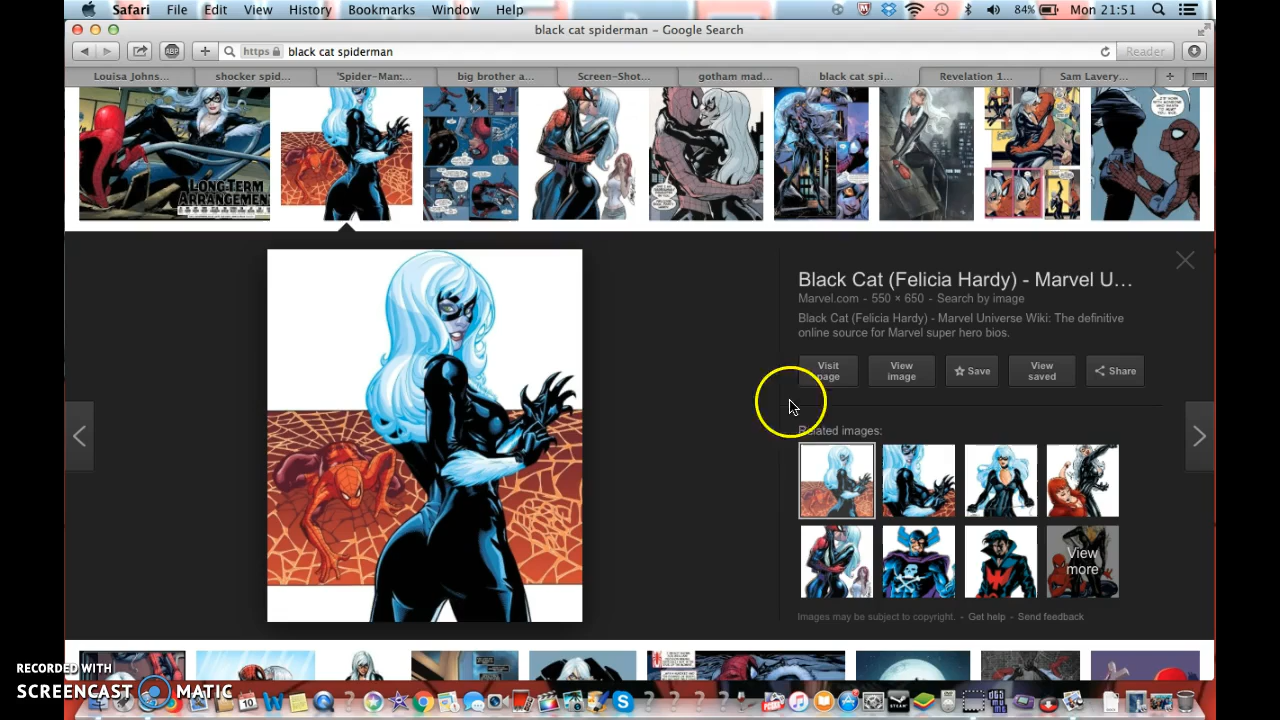 Safari File Edit View History Bookmarks Window Help 84% Mon 21:51
black cat spiderman – Google Search
ABP https black cat spiderman Reader
Louisa Johns... shocker spid... 'Spider-Man:... big brother a... Screen-Shot... gotham mad... black cat spi... Revelation 1... Sam Lavery...
LONG TERM
ARRANGEMENT
Black Cat (Felicia Hardy) - Marvel U...
Marvel.com - 550 × 650 - Search by image
Black Cat (Felicia Hardy) - Marvel Universe Wiki: The definitive
online source for Marvel super hero bios.
Visit page View image Save View saved Share
Related images:
View
more
Images may be subject to copyright. - Get help - Send feedback
RECORDED WITH
SCREENCAST MATIC